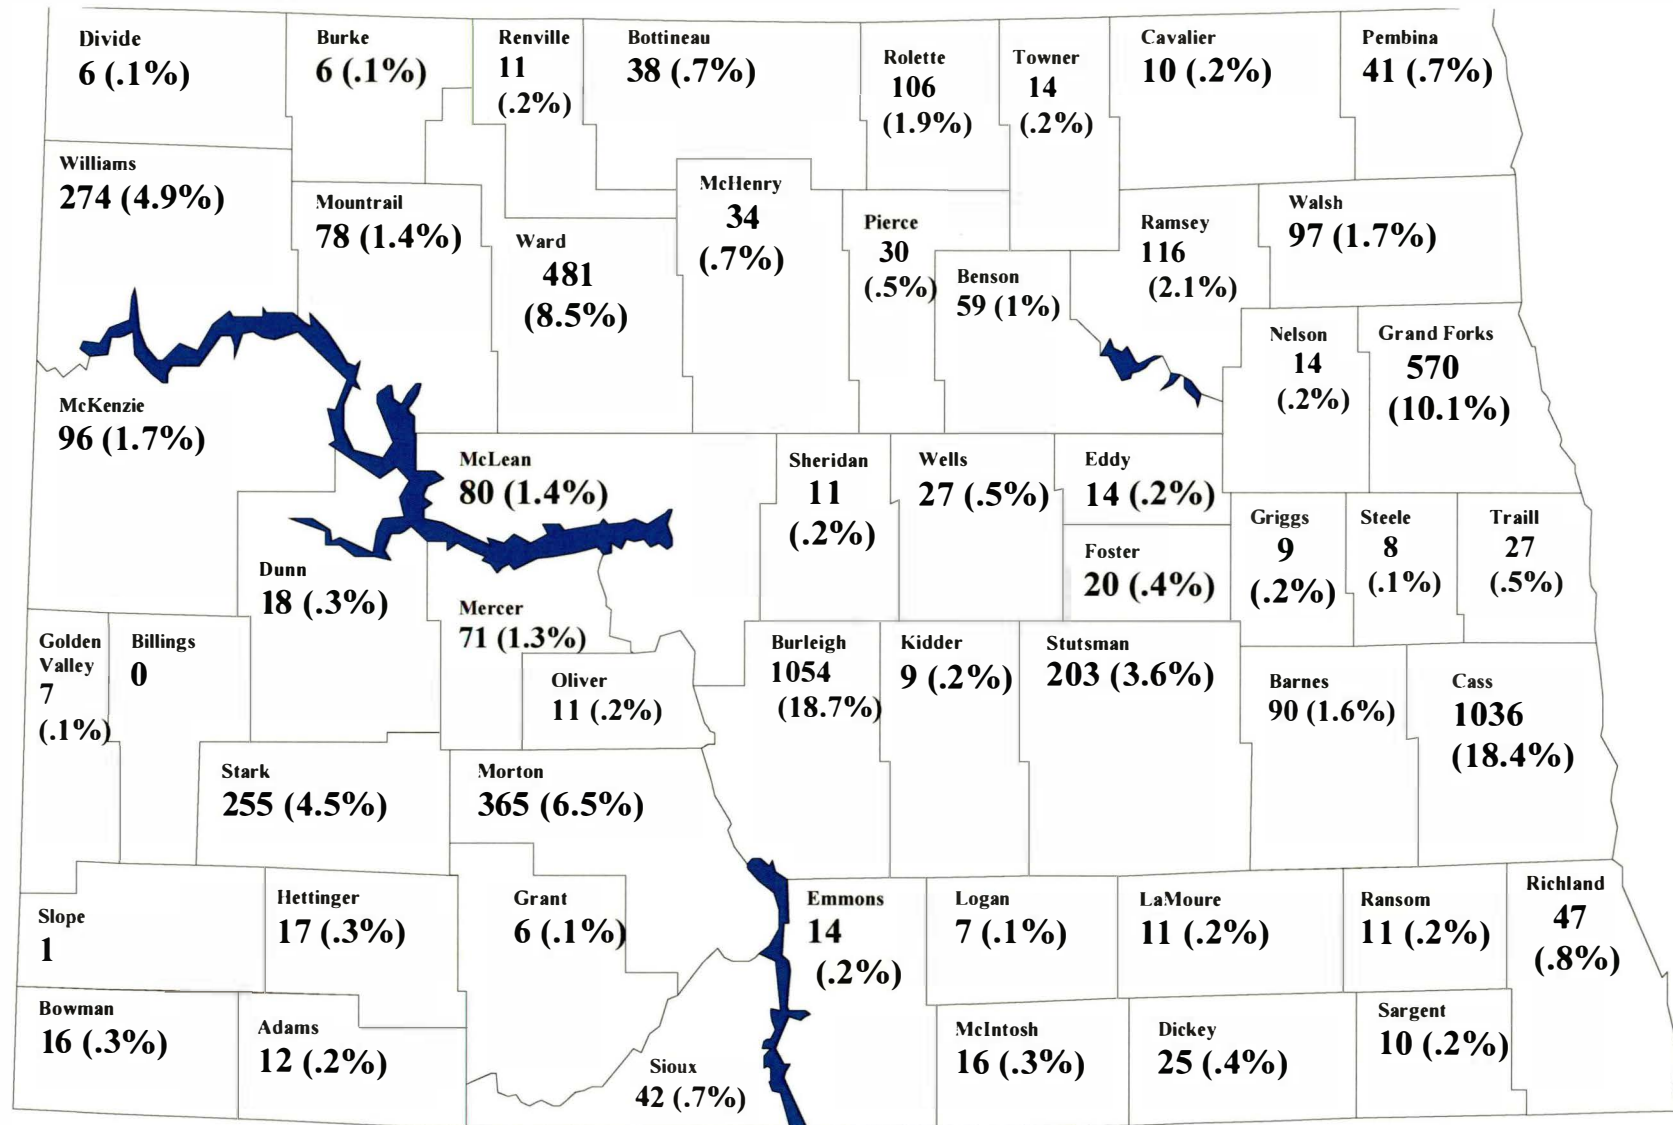 Divide
6 (.1%)
Burke
6 (.1%)
Renville
11
(.2%)
Bottineau
38 (.7%)
Rolette
106
(1.9%)
Towner
14
(.2%)
Cavalier
10 (.2%)
Pembina
41 (.7%)
Williams
274 (4.9%)
Mountrail
78 (1.4%)
Ward
481
(8.5%)
McHenry
34
(.7%)
Pierce
30
(.5%)
Benson
59 (1%)
Ramsey
116
(2.1%)
Walsh
97 (1.7%)
Nelson
14
(.2%)
Grand Forks
570
(10.1%)
McKenzie
96 (1.7%)
McLean
80 (1.4%)
Sheridan
11
(.2%)
Wells
27 (.5%)
Eddy
14 (.2%)
Foster
20 (.4%)
Griggs
9
(.2%)
Steele
8
(.1%)
Traill
27
(.5%)
Dunn
18 (.3%)
Mercer
71 (1.3%)
Golden
Valley
7
(.1%)
Billings
0
Oliver
11 (.2%)
Burleigh
1054
(18.7%)
Kidder
9 (.2%)
Stutsman
203 (3.6%)
Barnes
90 (1.6%)
Cass
1036
(18.4%)
Stark
255 (4.5%)
Morton
365 (6.5%)
Slope
1
Hettinger
17 (.3%)
Grant
6 (.1%)
Emmons
14
(.2%)
Logan
7 (.1%)
LaMoure
11 (.2%)
Ransom
11 (.2%)
Richland
47
(.8%)
Bowman
16 (.3%)
Adams
12 (.2%)
Sioux
42 (.7%)
McIntosh
16 (.3%)
Dickey
25 (.4%)
Sargent
10 (.2%)